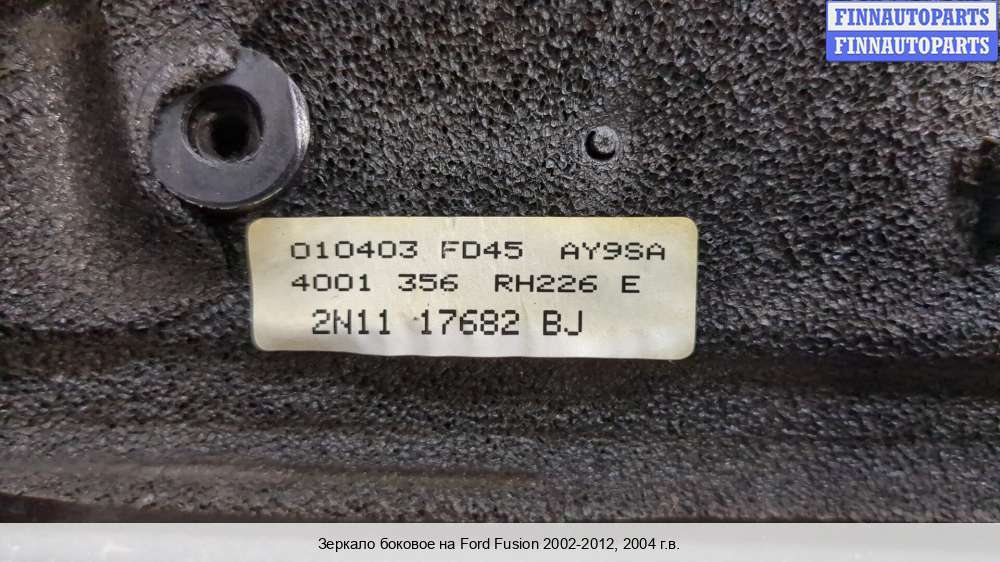 FINNAUTOPARTS
FINNAUTOPARTS
010403 FD45 AY9SA
4001 356 RH226 E
2N11 17682 BJ
Зеркало боковое на Ford Fusion 2002-2012, 2004 г.в.